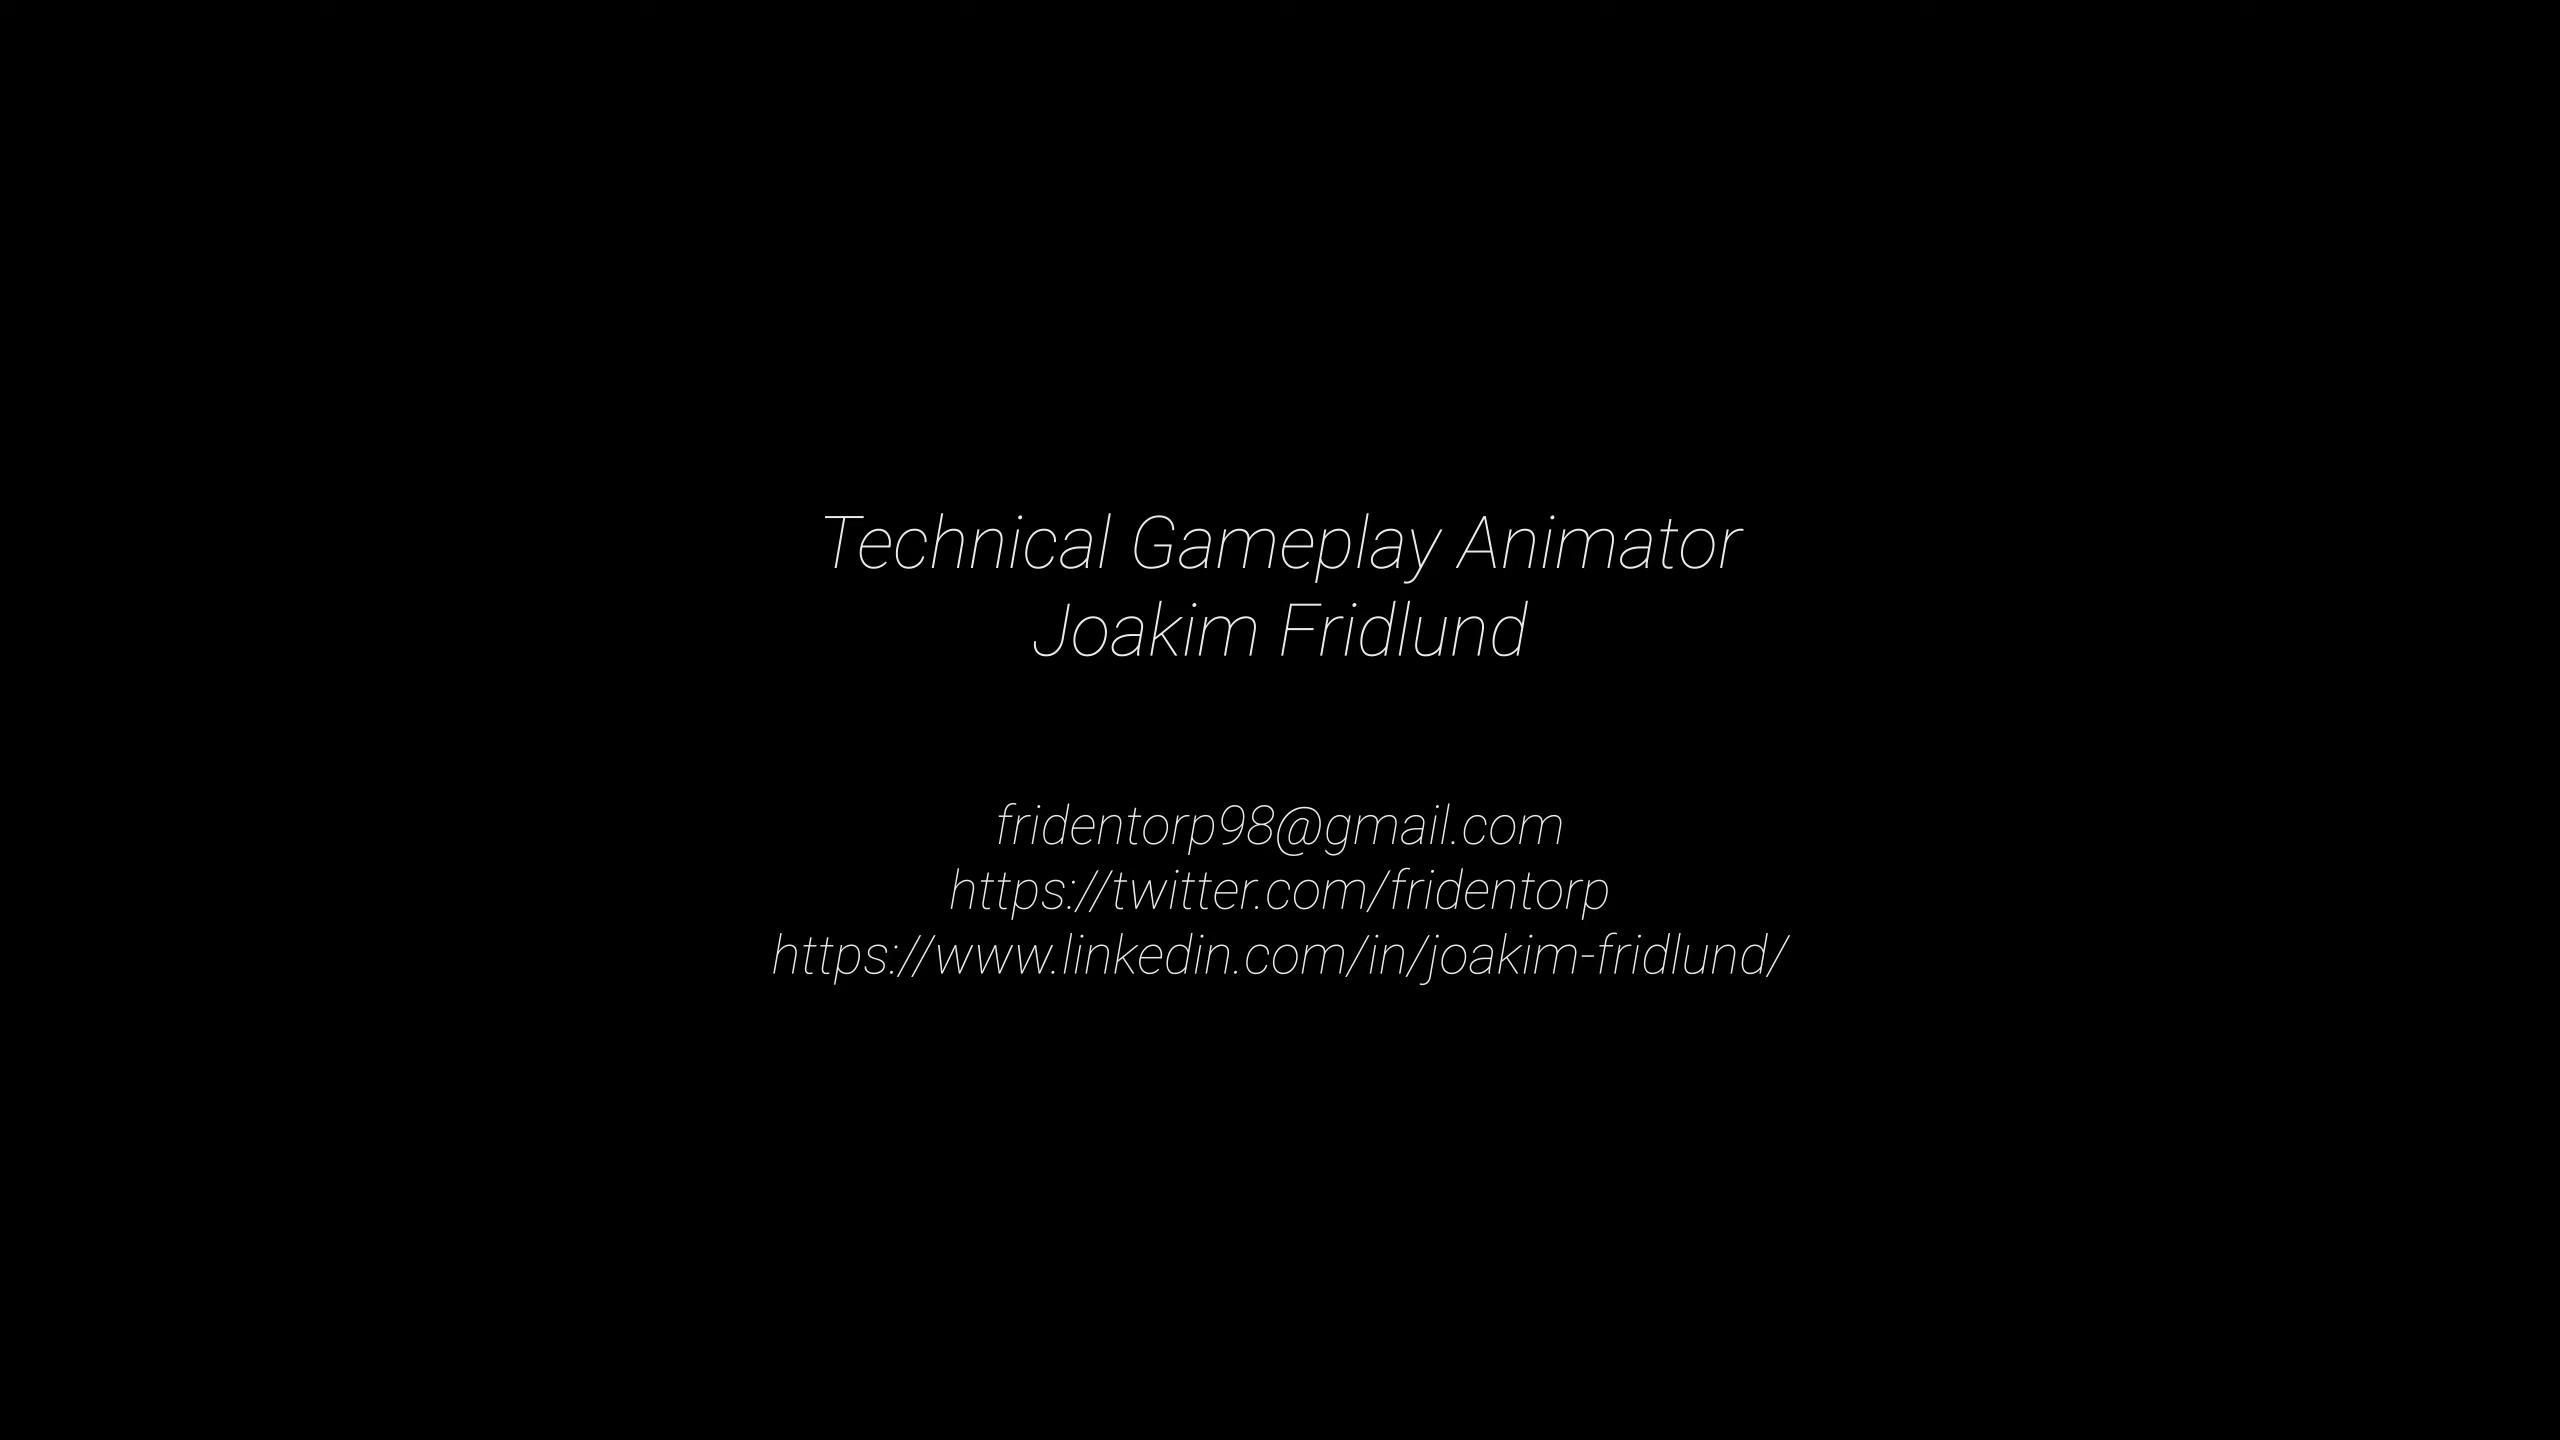 Technical Gameplay Animator
Joakim Fridlund
fridentorp98@gmail.com
https://twitter.com/fridentorp
https://www.linkedin.com/in/joakim-fridlund/